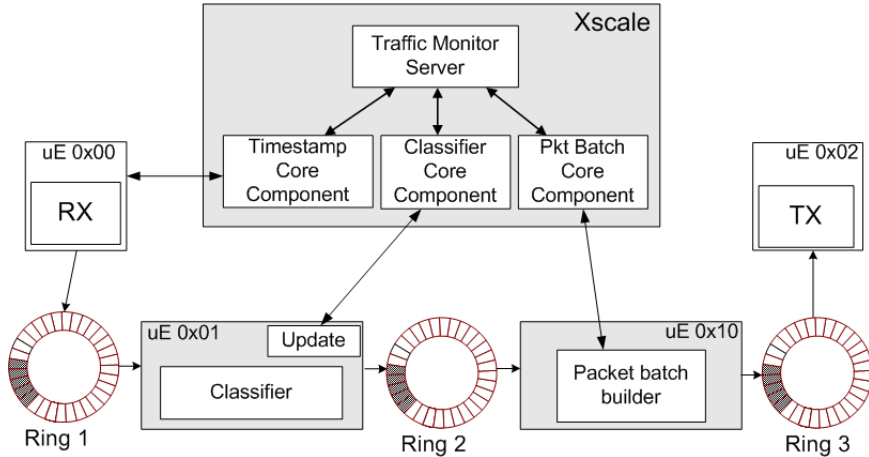 Xscale
Traffic Monitor
Server
uE 0x00
RX
Timestamp
Core
Component
Classifier
Core
Component
Pkt Batch
Core
Component
uE 0x02
TX
uE 0x01
Update
Classifier
uE 0x10
Packet batch
builder
Ring 1
Ring 2
Ring 3